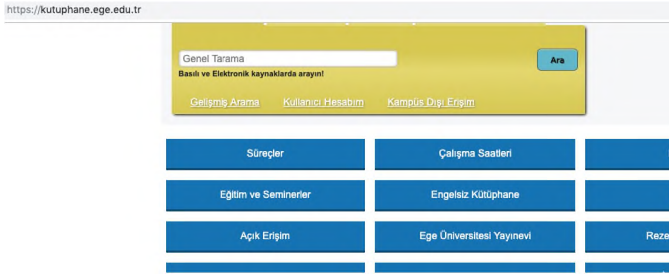 https://kutuphane.ege.edu.tr
Genel Tarama
Ara
Basılı ve Elektronik kaynaklarda arayın!
Gelişmiş Arama Kullanıcı Hesabım Kampüs Dışı Erişim
Süreçler Çalışma Saatleri
Eğitim ve Seminerler Engelsiz Kütüphane
Açık Erişim Ege Üniversitesi Yayınevi Reze